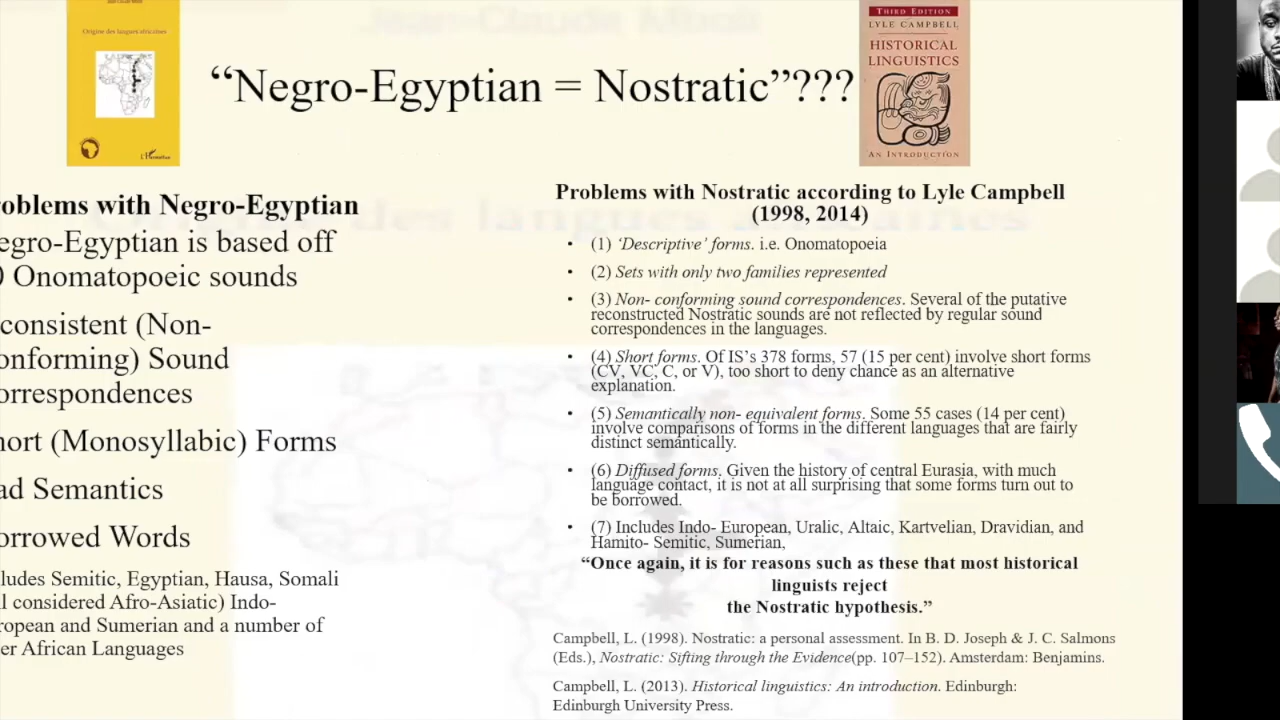 Jean-Claude Mboli
Origine des langues africaines
THIRD EDITION
LYLE CAMPBELL
HISTORICAL
LINGUISTICS
AN INTRODUCTION
L'Harmattan
“Negro-Egyptian = Nostratic”???
roblems with Negro-Egyptian
egro-Egyptian is based off
0 Onomatopoeic sounds
consistent (Non-
onforming) Sound
orrespondences
hort (Monosyllabic) Forms
ad Semantics
orrowed Words
ludes Semitic, Egyptian, Hausa, Somali
l considered Afro-Asiatic) Indo-
ropean and Sumerian and a number of
er African Languages
Problems with Nostratic according to Lyle Campbell
(1998, 2014)
• (1) ‘Descriptive’ forms. i.e. Onomatopoeia
• (2) Sets with only two families represented
• (3) Non- conforming sound correspondences. Several of the putative
reconstructed Nostratic sounds are not reflected by regular sound
correspondences in the languages.
• (4) Short forms. Of IS’s 378 forms, 57 (15 per cent) involve short forms
(CV, VC, C, or V), too short to deny chance as an alternative
explanation.
• (5) Semantically non- equivalent forms. Some 55 cases (14 per cent)
involve comparisons of forms in the different languages that are fairly
distinct semantically.
• (6) Diffused forms. Given the history of central Eurasia, with much
language contact, it is not at all surprising that some forms turn out to
be borrowed.
• (7) Includes Indo- European, Uralic, Altaic, Kartvelian, Dravidian, and
Hamito- Semitic, Sumerian,
“Once again, it is for reasons such as these that most historical
linguists reject
the Nostratic hypothesis.”
Campbell, L. (1998). Nostratic: a personal assessment. In B. D. Joseph & J. C. Salmons
(Eds.), Nostratic: Sifting through the Evidence(pp. 107–152). Amsterdam: Benjamins.
Campbell, L. (2013). Historical linguistics: An introduction. Edinburgh:
Edinburgh University Press.